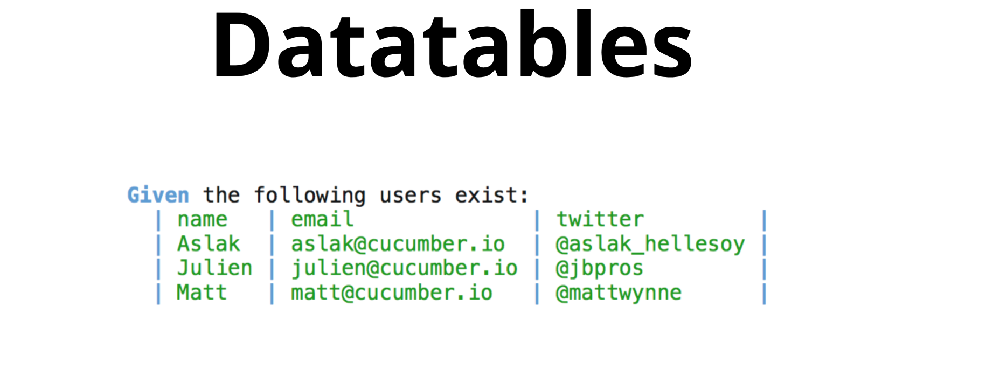 Datatables
Given the following users exist:
| name | email | twitter |
| Aslak | aslak@cucumber.io | @aslak_hellesoy |
| Julien | julien@cucumber.io | @jbpros |
| Matt | matt@cucumber.io | @mattwynne |